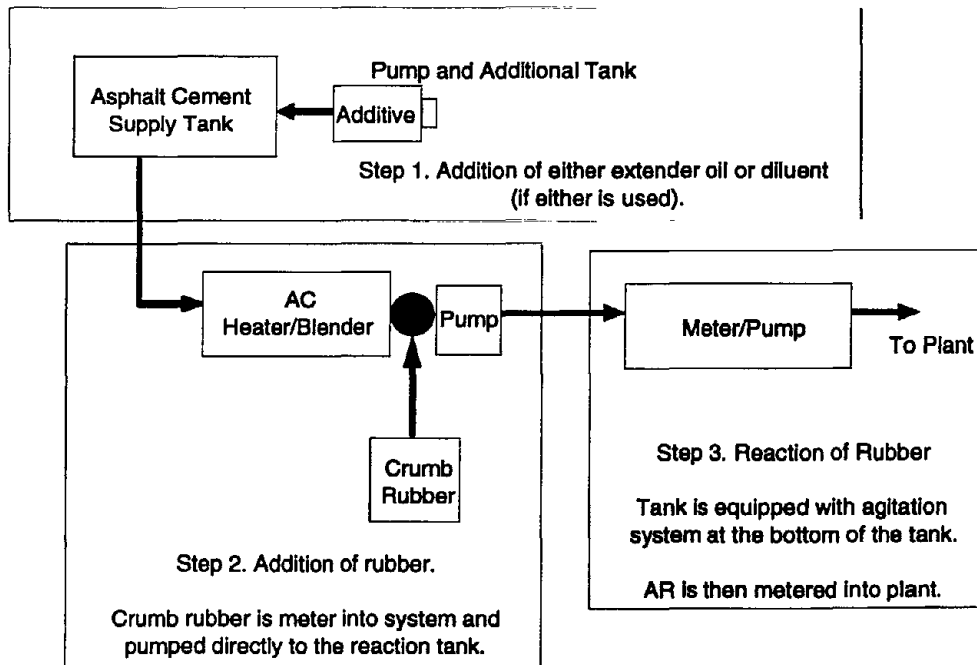 Pump and Additional Tank
Asphalt Cement
Supply Tank
Additive
Step 1. Addition of either extender oil or diluent
(if either is used).
AC
Heater/Blender
Pump
Meter/Pump
To Plant
Crumb
Rubber
Step 2. Addition of rubber.
Crumb rubber is meter into system and
pumped directly to the reaction tank.
Step 3. Reaction of Rubber
Tank is equipped with agitation
system at the bottom of the tank.
AR is then metered into plant.